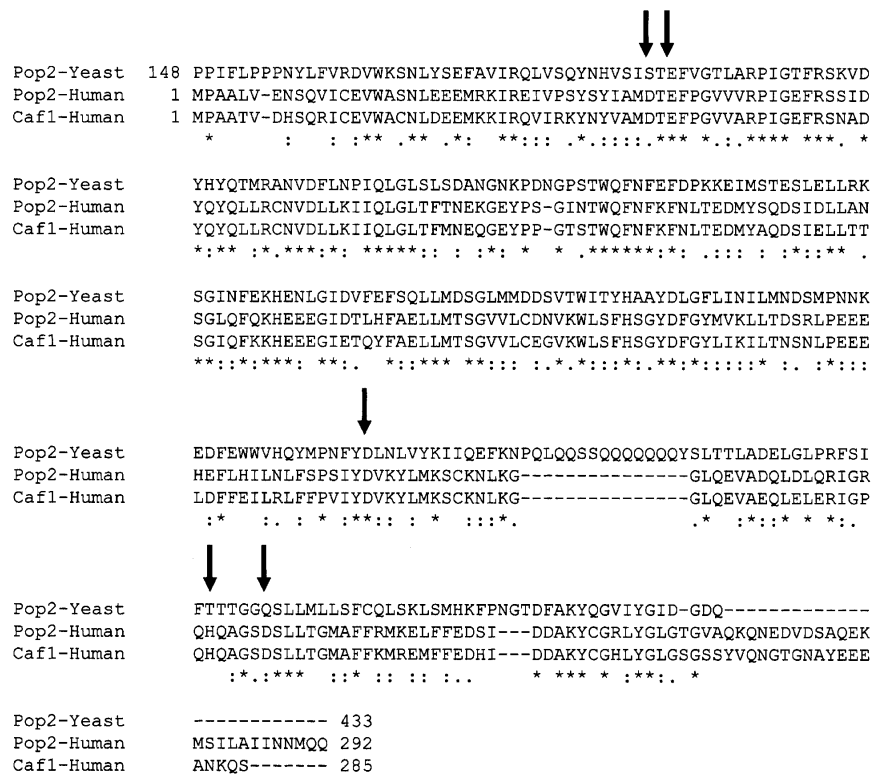 Pop2-Yeast 148 PPIFLPPPNYLFVRDVWKSNLYSEFAVIRQLVSQYNHVSISTEFVGTLARPIGTFRSKVD
Pop2-Human 1 MPAALV-ENSQVICEVWASNLEEEMRKIREIVPSYSYIAMDTEFPGVVVRPIGEFRSSID
Caf1-Human 1 MPAATV-DHSQRICEVWACNLDEEMKKIRQVIRKYNYVAMDTEFPGVVARPIGEFRSNAD
* : : :** .** .*: **::: .*.::::.*** *.:.**** ***. *
Pop2-Yeast YHYQTMRANVDFLNPIQLGLSLSDANGNKPDNGPSTWQFNFEFDPKKEIMSTESLELLRK
Pop2-Human YQYQLLRCNVDLLKIIQLGLTFTNEKGEYPS-GINTWQFNFKFNLTEDMYSQDSIDLLAN
Caf1-Human YQYQLLRCNVDLLKIIQLGLTFMNEQGEYPP-GTSTWQFNFKFNLTEDMYAQDSIELLTT
*:** :*.***:*: *****:: : :*: * * .******:*: .::: : :*::** .
Pop2-Yeast SGINFEKHENLGIDVFEFSQLLMDSGLMMDDSVTWITYHAAYDLGFLINILMNDSMPNNK
Pop2-Human SGLQFQKHEEEGIDTLHFAELLMTSGVVLCDNVKWLSFHSGYDFGYMVKLLTDSRLPEEE
Caf1-Human SGIQFKKHEEEGIETQYFAELLMTSGVVLCEGVKWLSFHSGYDFGYLIKILTNSNLPEEE
**::*:***: **:. *::*** **::: :.*.*:::*:.**:*:::::* :. :*:::
Pop2-Yeast EDFEWWVHQYMPNFYDLNLVYKIIQEFKNPQLQQSSQQQQQQQYSLTTLADELGLPRFSI
Pop2-Human HEFLHILNLFSPSIYDVKYLMKSCKNLKG---------------GLQEVADQLDLQRIGR
Caf1-Human LDFFEILRLFFPVIYDVKYLMKSCKNLKG---------------GLQEVAEQLELERIGP
:* :. : * :**:: : * :::*. .* :*::* * *:.
Pop2-Yeast FTTTGGQSLLMLLSFCQLSKLSMHKFPNGTDFAKYQGVIYGID-GDQ-------------
Pop2-Human QHQAGSDSLLTGMAFFRMKELFFEDSI---DDAKYCGRLYGLGTGVAQKQNEDVDSAQEK
Caf1-Human QHQAGSDSLLTGMAFFKMREMFFEDHI---DDAKYCGHLYGLGSGSSYVQNGTGNAYEEE
:*.:*** ::* :: :: :.. * *** * :**:. *
Pop2-Yeast ------------ 433
Pop2-Human MSILAIINNMQQ 292
Caf1-Human ANKQS------- 285